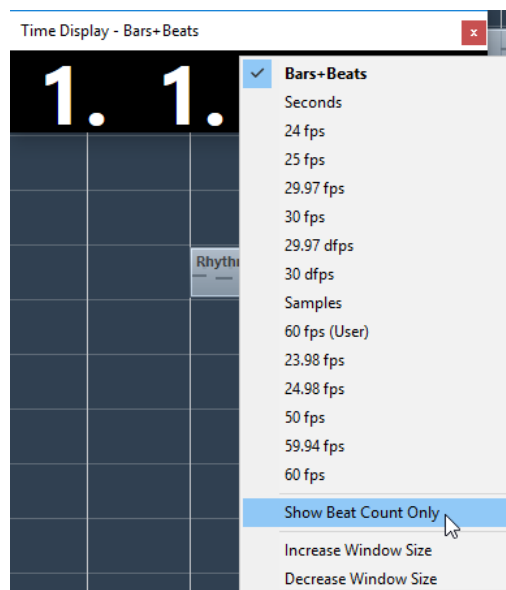 Time Display - Bars+Beats
x
1. 1.
Bars+Beats
Seconds
24 fps
25 fps
29.97 fps
30 fps
29.97 dfps
30 dfps
Samples
60 fps (User)
23.98 fps
24.98 fps
50 fps
59.94 fps
60 fps
Show Beat Count Only
Increase Window Size
Decrease Window Size